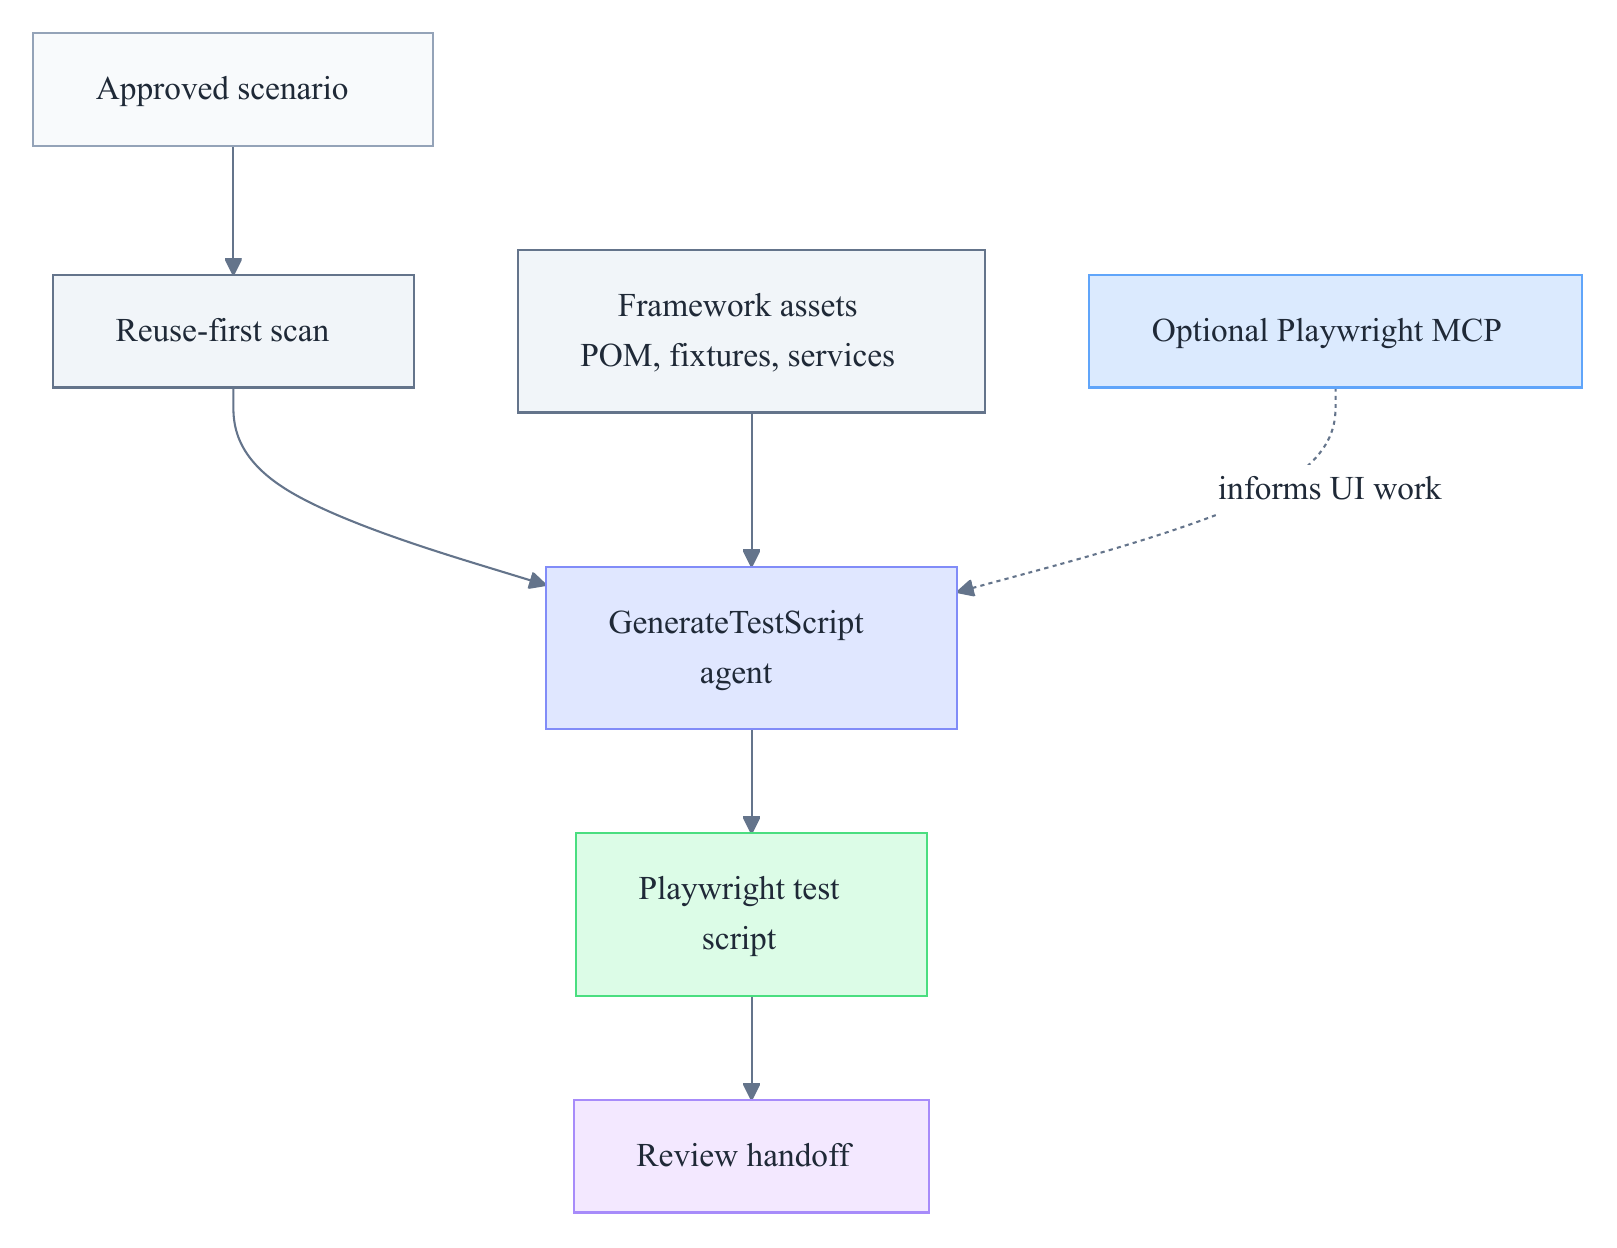 Approved scenario
Reuse-first scan
Framework assets
POM, fixtures, services
Optional Playwright MCP
informs UI work
GenerateTestScript
agent
Playwright test
script
Review handoff